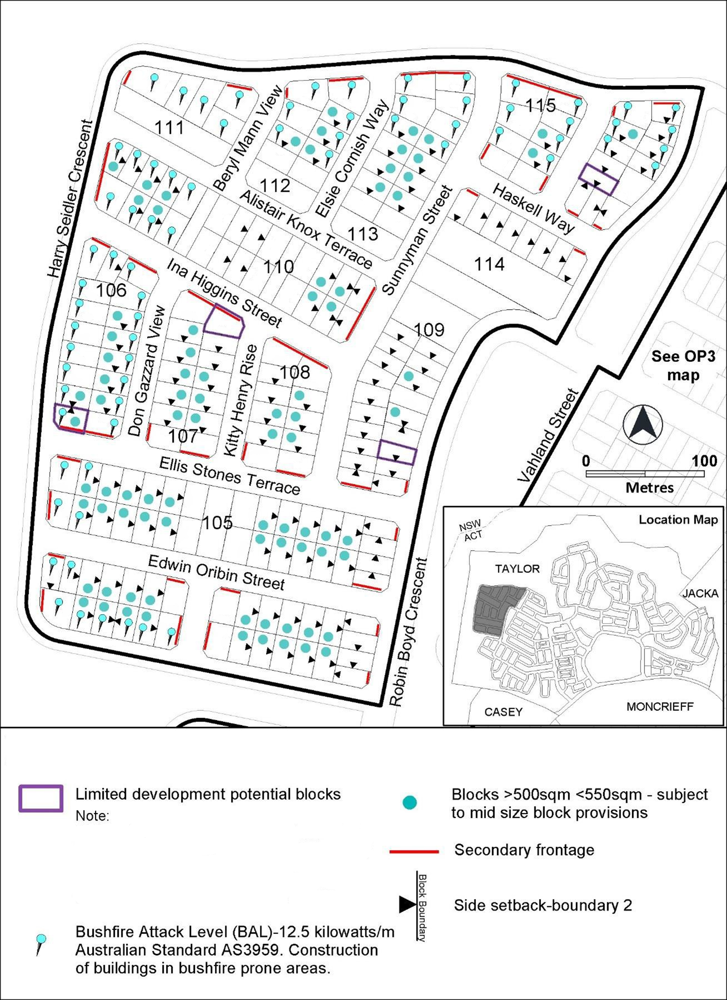 111
115
Beryl Mann View
Elsie Cornish Way
112
Harry Seidler Crescent
Alistair Knox Terrace
Haskell Way
113
Sunnyman Street
110
114
Ina Higgins Street
106
Don Gazzard View
109
108
Kitty Henry Rise
107
See OP3
map
Vahland Street
0 100
Metres
Ellis Stones Terrace
105
Edwin Oribin Street
Robin Boyd Crescent
Location Map
NSW
ACT
TAYLOR
JACKA
CASEY
MONCRIEFF
Limited development potential blocks
Note:
Blocks >500sqm <550sqm - subject
to mid size block provisions
Secondary frontage
Block Boundary
Side setback-boundary 2
Bushfire Attack Level (BAL)-12.5 kilowatts/m
Australian Standard AS3959. Construction
of buildings in bushfire prone areas.